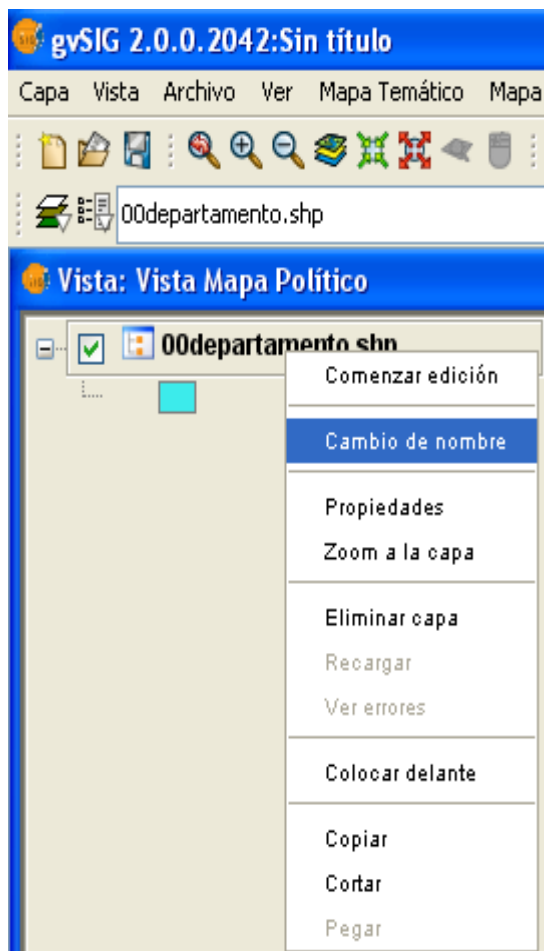 gvSIG 2.0.0.2042:Sin título
Capa Vista Archivo Ver Mapa Temático Mapa
00departamento.shp
Vista: Vista Mapa Político
00departamento.shp
Comenzar edición
Cambio de nombre
Propiedades
Zoom a la capa
Eliminar capa
Recargar
Ver errores
Colocar delante
Copiar
Cortar
Pegar